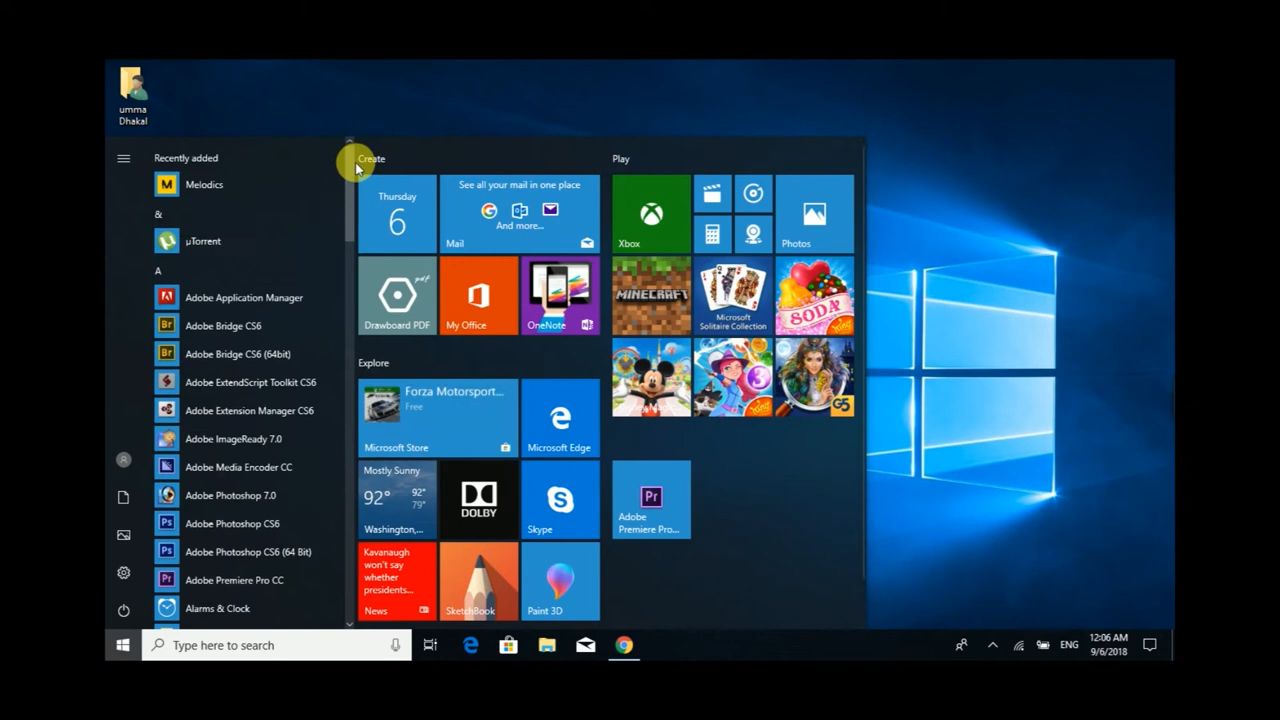 umma
Dhakal
Recently added
Melodics
&
µTorrent
A
Adobe Application Manager
Adobe Bridge CS6
Adobe Bridge CS6 (64bit)
Adobe ExtendScript Toolkit CS6
Adobe Extension Manager CS6
Adobe ImageReady 7.0
Adobe Media Encoder CC
Adobe Photoshop 7.0
Adobe Photoshop CS6
Adobe Photoshop CS6 (64 Bit)
Adobe Premiere Pro CC
Alarms & Clock
Create
Thursday
6
See all your mail in one place
And more...
Mail
Drawboard PDF
My Office
OneNote
Explore
Forza Motorsport...
Free
Microsoft Store
Microsoft Edge
Mostly Sunny
92°
92°
79°
Washington,...
DOLBY
Skype
Kavanaugh
won't say
whether
presidents...
News
SketchBook
Paint 3D
Play
Xbox
Photos
MINECRAFT
Microsoft
Solitaire Collection
SODA
King
3
King
G5
Adobe
Premiere Pro...
Type here to search
ENG
12:06 AM
9/6/2018